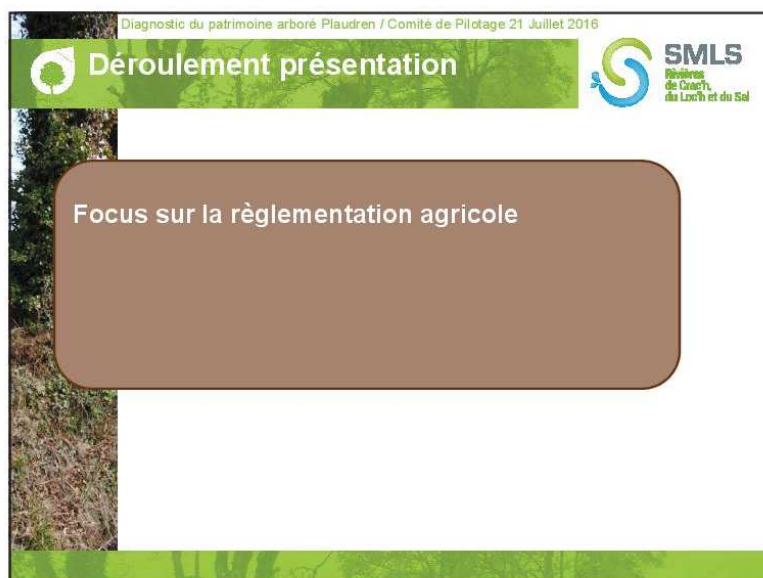 Diagnostic du patrimoine arboré Plaudren / Comité de Pilotage 21 Juillet 2016
Déroulement présentation
SMLS
Rivières
de Crac'h,
du Loc'h et du Sal
Focus sur la règlementation agricole